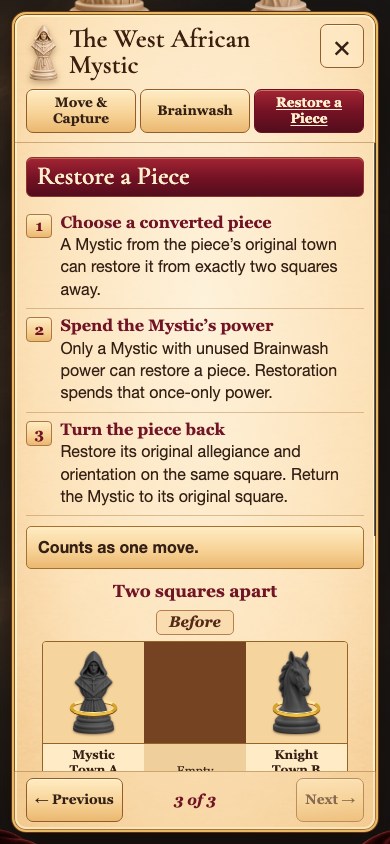 The West African
Mystic
×
Move &
Capture
Brainwash
Restore a
Piece
Restore a Piece
1
Choose a converted piece
A Mystic from the piece’s original town
can restore it from exactly two squares
away.
2
Spend the Mystic’s power
Only a Mystic with unused Brainwash
power can restore a piece. Restoration
spends that once-only power.
3
Turn the piece back
Restore its original allegiance and
orientation on the same square. Return
the Mystic to its original square.
Counts as one move.
Two squares apart
Before
Mystic
Town A
Empty
Knight
Town B
← Previous
3 of 3
Next →